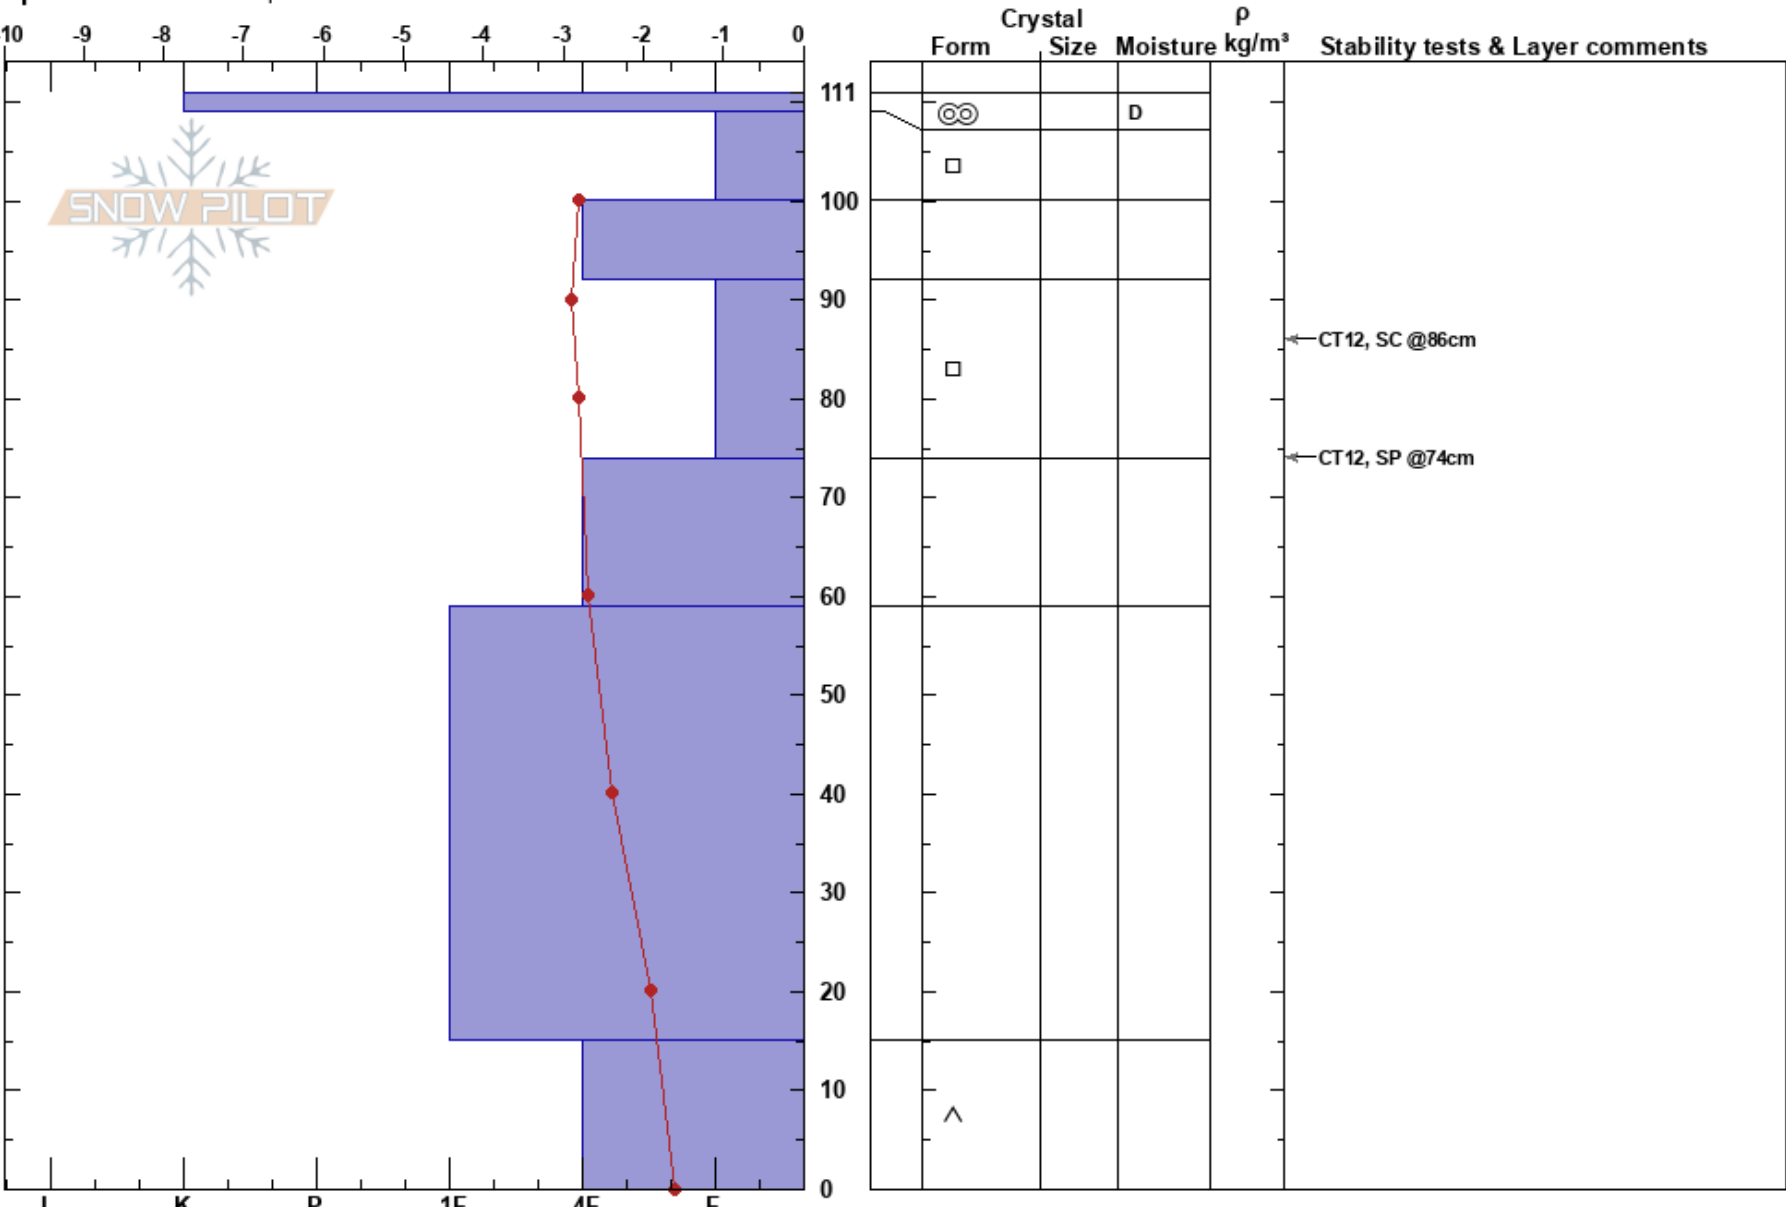 Crystal ρ
-10 -9 -8 -7 -6 -5 -4 -3 -2 -1 0
Form Size Moisture kg/m³ Stability tests & Layer comments
111
D
SNOW PILOT
100
90
CT12, SC @86cm
80
CT12, SP @74cm
70
60
50
40
30
20
10
0
I K P 1F 4F F